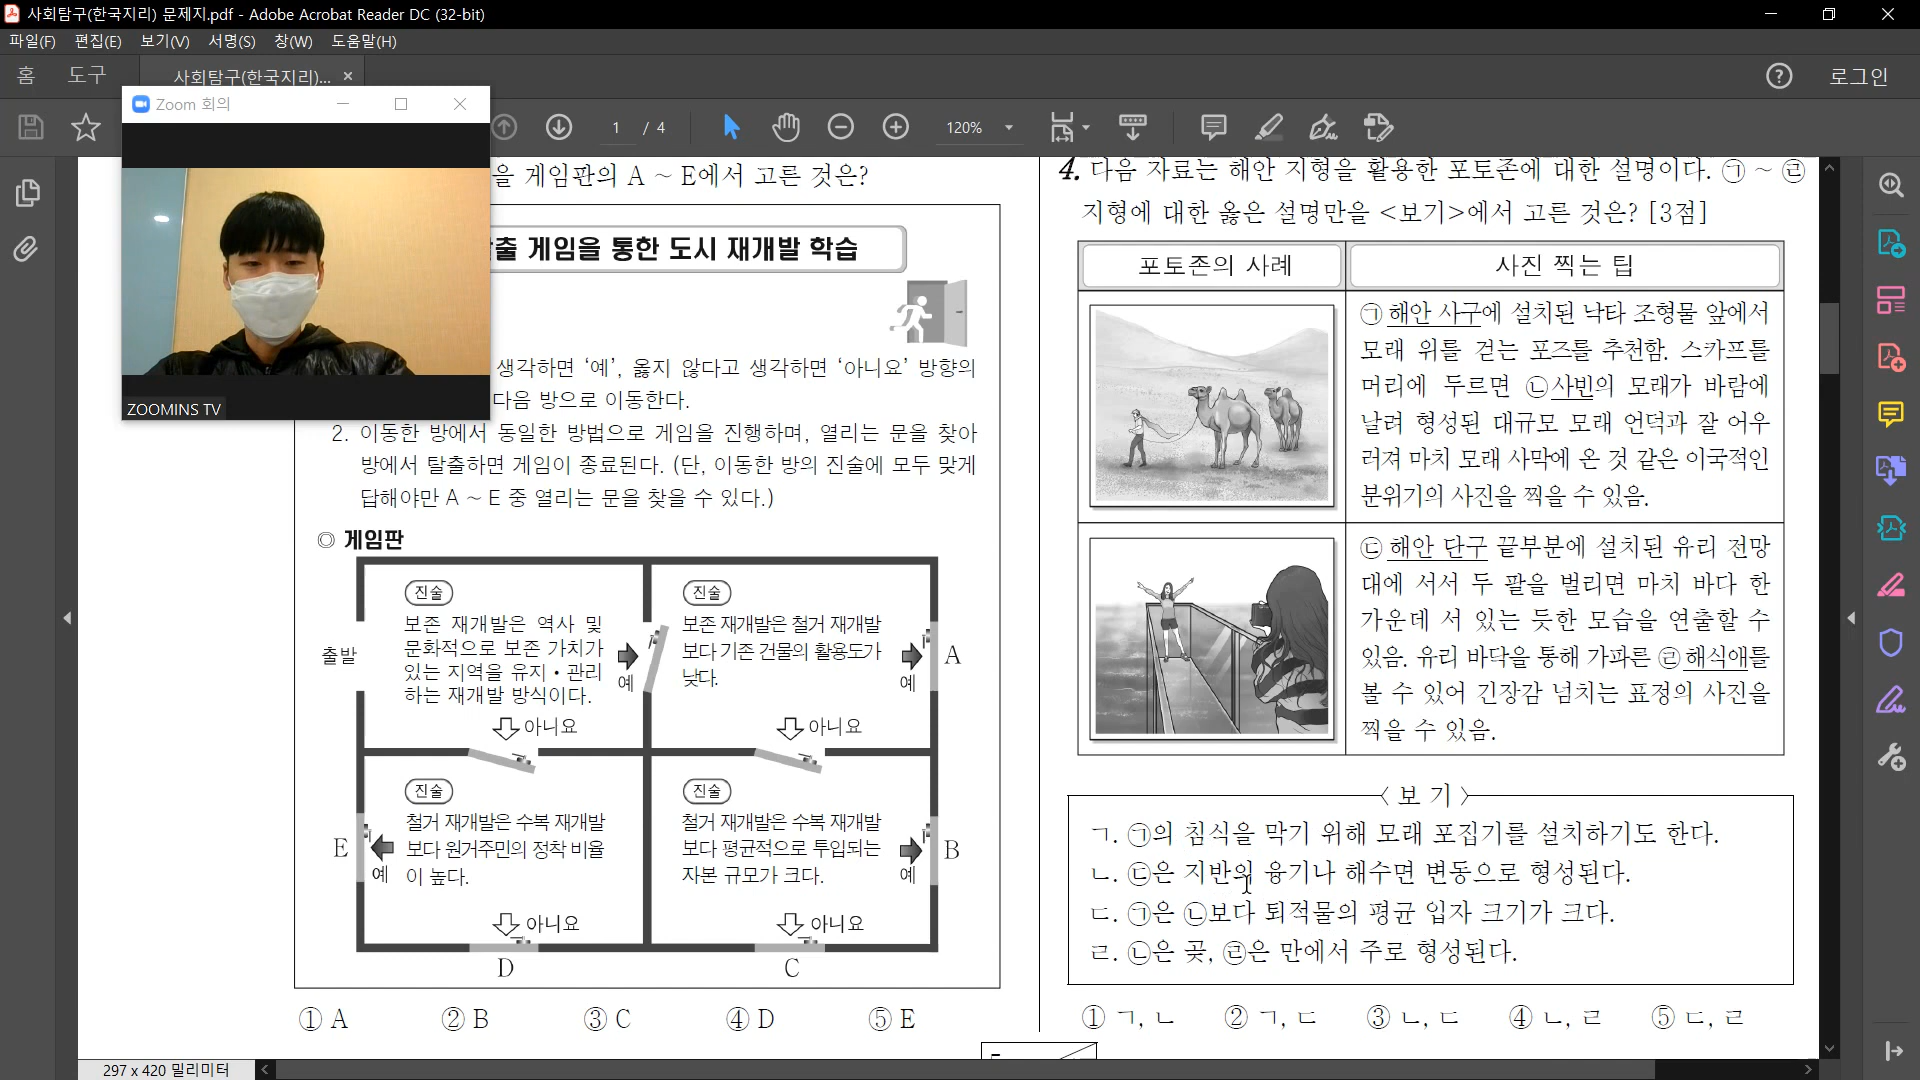 사회탐구(한국지리) 문제지.pdf - Adobe Acrobat Reader DC (32-bit)
파일(F) 편집(E) 보기(V) 서명(S) 창(W) 도움말(H)
홈 도구 사회탐구(한국지리)... ×
로그인
Zoom 회의
1 / 4
120%
ZOOMINS TV
을 게임판의 A ~ E에서 고른 것은?
출 게임을 통한 도시 재개발 학습
생각하면 ‘예’, 옳지 않다고 생각하면 ‘아니요’ 방향의
다음 방으로 이동한다.
2. 이동한 방에서 동일한 방법으로 게임을 진행하며, 열리는 문을 찾아
방에서 탈출하면 게임이 종료된다. (단, 이동한 방의 진술에 모두 맞게
답해야만 A ~ E 중 열리는 문을 찾을 수 있다.)
◎ 게임판
출발
진술
보존 재개발은 역사 및
문화적으로 보존 가치가
있는 지역을 유지・관리
하는 재개발 방식이다.
예
아니요
진술
보존 재개발은 철거 재개발
보다 기존 건물의 활용도가
낮다.
예
A
아니요
진술
철거 재개발은 수복 재개발
보다 원거주민의 정착 비율
이 높다.
E
예
아니요
D
진술
철거 재개발은 수복 재개발
보다 평균적으로 투입되는
자본 규모가 크다.
예
B
아니요
C
① A ② B ③ C ④ D ⑤ E
4. 다음 자료는 해안 지형을 활용한 포토존에 대한 설명이다. ㉠ ~ ㉣
지형에 대한 옳은 설명만을 <보기>에서 고른 것은? [3점]
포토존의 사례 사진 찍는 팁
㉠ 해안 사구에 설치된 낙타 조형물 앞에서
모래 위를 걷는 포즈를 추천함. 스카프를
머리에 두르면 ㉡사빈의 모래가 바람에
날려 형성된 대규모 모래 언덕과 잘 어우
러져 마치 모래 사막에 온 것 같은 이국적인
분위기의 사진을 찍을 수 있음.
㉢ 해안 단구 끝부분에 설치된 유리 전망
대에 서서 두 팔을 벌리면 마치 바다 한
가운데 서 있는 듯한 모습을 연출할 수
있음. 유리 바닥을 통해 가파른 ㉣해식애를
볼 수 있어 긴장감 넘치는 표정의 사진을
찍을 수 있음.
<보 기>
ㄱ. ㉠의 침식을 막기 위해 모래 포집기를 설치하기도 한다.
ㄴ. ㉢은 지반의 융기나 해수면 변동으로 형성된다.
ㄷ. ㉠은 ㉡보다 퇴적물의 평균 입자 크기가 크다.
ㄹ. ㉡은 곶, ㉣은 만에서 주로 형성된다.
① ㄱ, ㄴ ② ㄱ, ㄷ ③ ㄴ, ㄷ ④ ㄴ, ㄹ ⑤ ㄷ, ㄹ
297 x 420 밀리미터